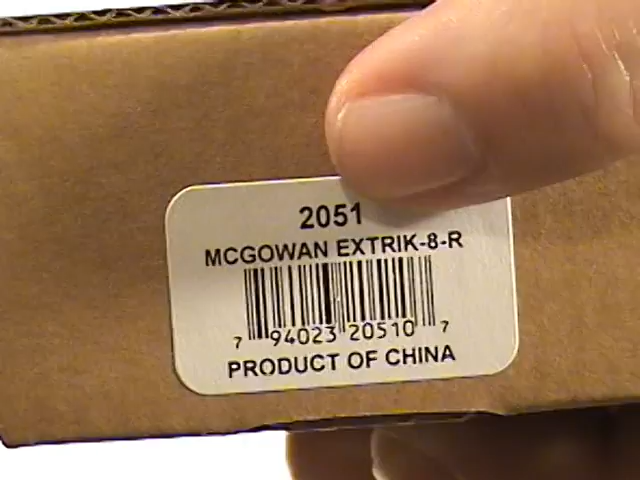 2051
MCGOWAN EXTRIK-8-R
7 94023 20510 7
PRODUCT OF CHINA